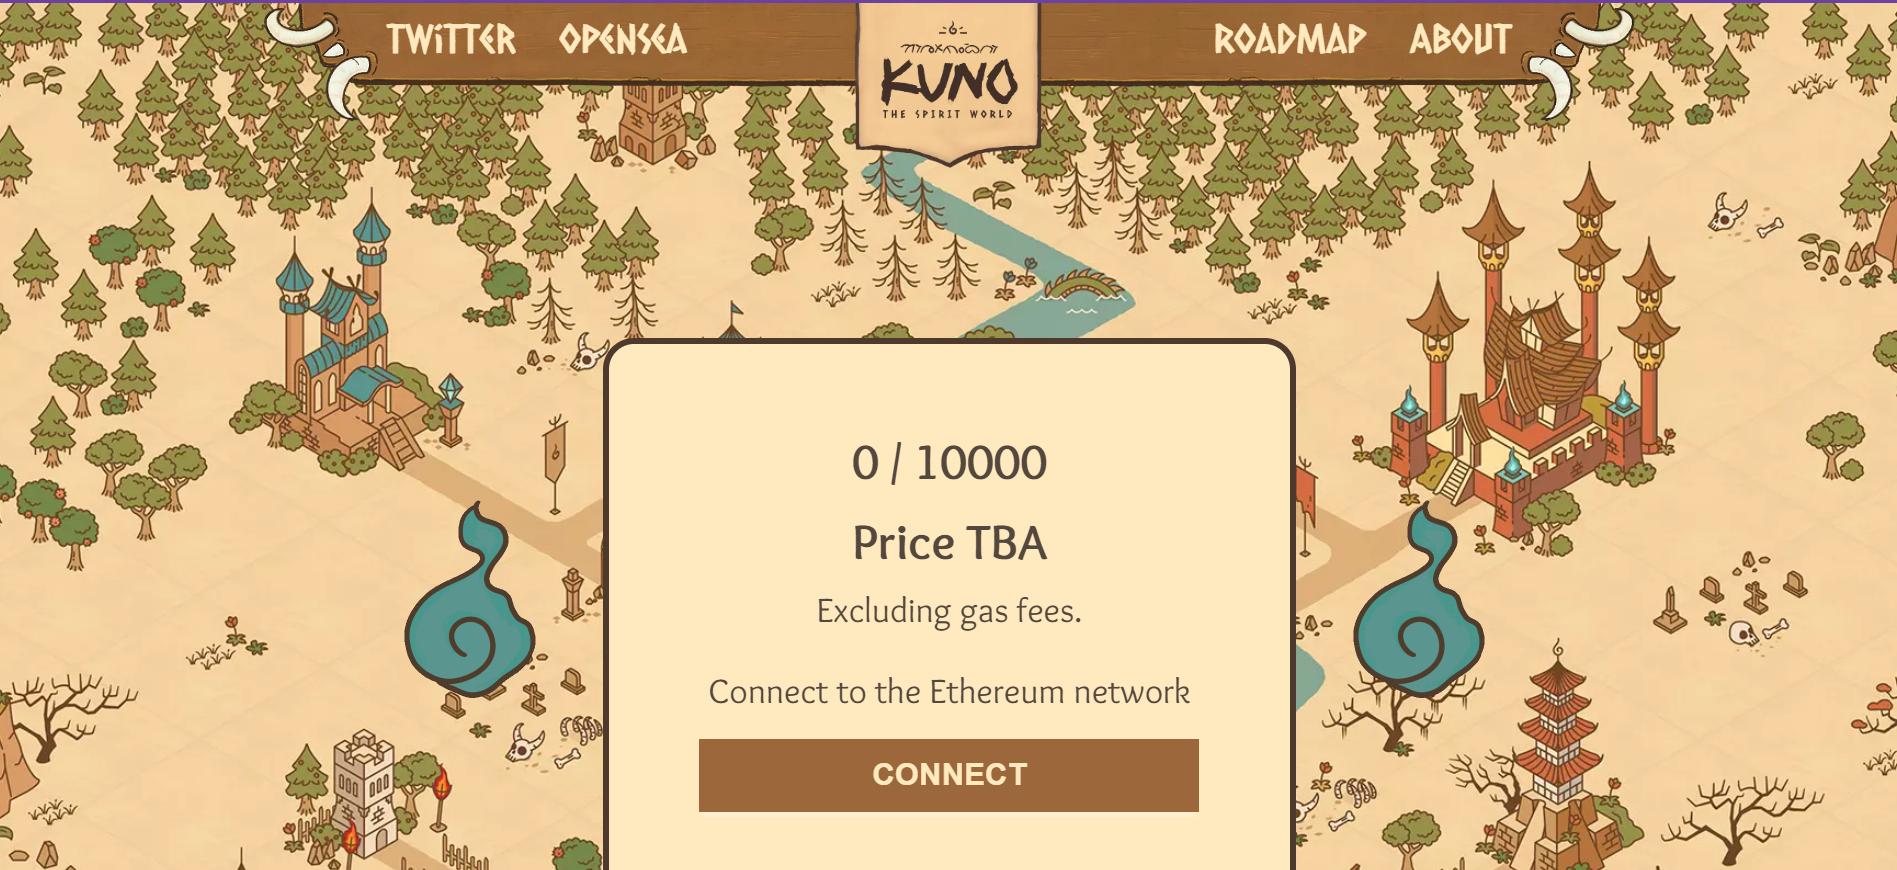 TWiTTER
OPENSEA
KUNO
THE SPIRIT WORLD
ROADMAP
ABOUT
0 / 10000
Price TBA
Excluding gas fees.
Connect to the Ethereum network
CONNECT